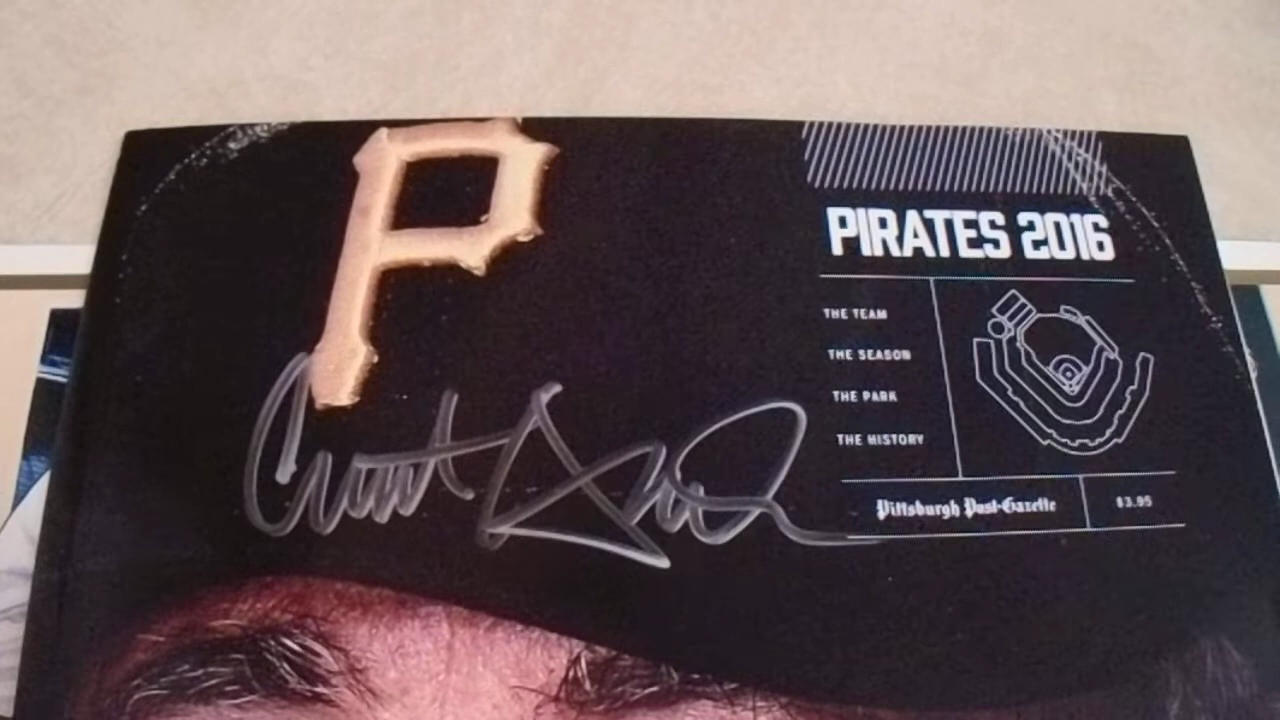 P
PIRATES 2016
THE TEAM
THE SEASON
THE PARK
THE HISTORY
Pittsburgh Post-Gazette
$3.95